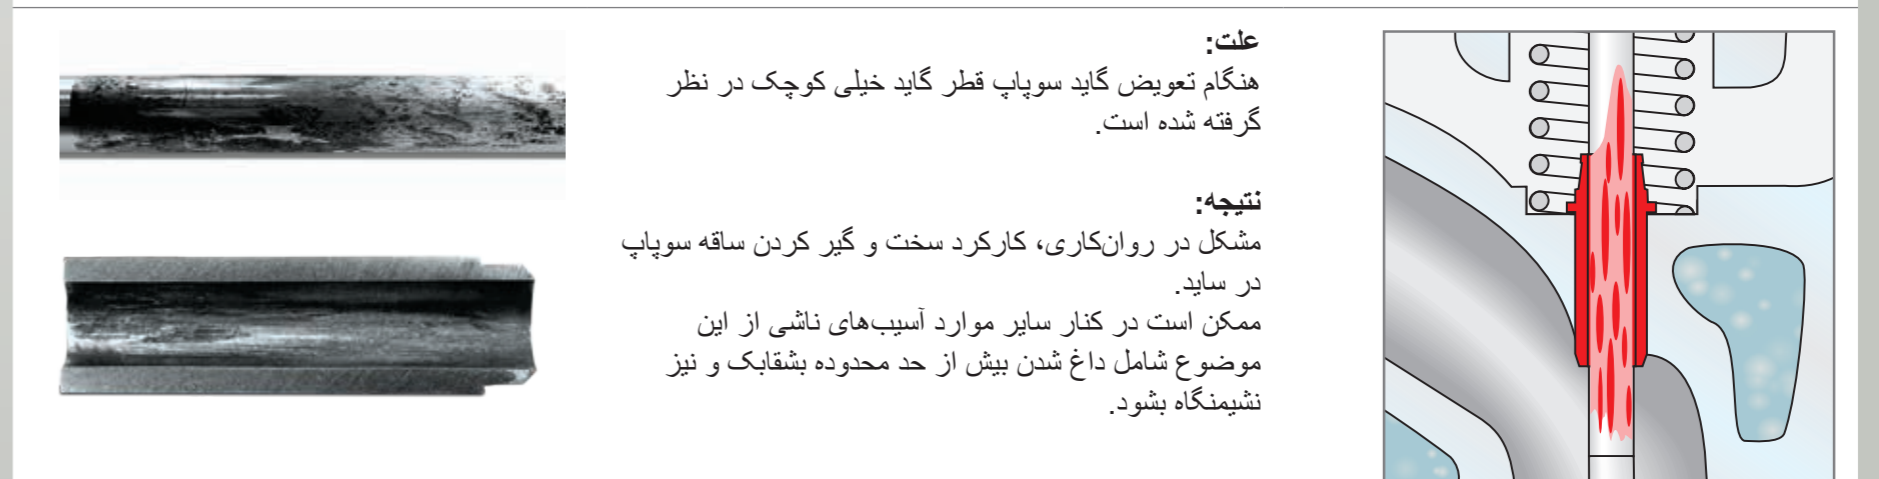 علت:
هنگام تعویض گاید سوپاپ قطر گاید خیلی کوچک در نظر
گرفته شده است.
نتیجه:
مشکل در روان‌کاری، کارکرد سخت و گیر کردن ساقه سوپاپ
در ساید.
ممکن است در کنار سایر موارد آسیب‌های ناشی از این
موضوع شامل داغ شدن بیش از حد محدوده بشقابک و نیز
نشیمنگاه بشود.